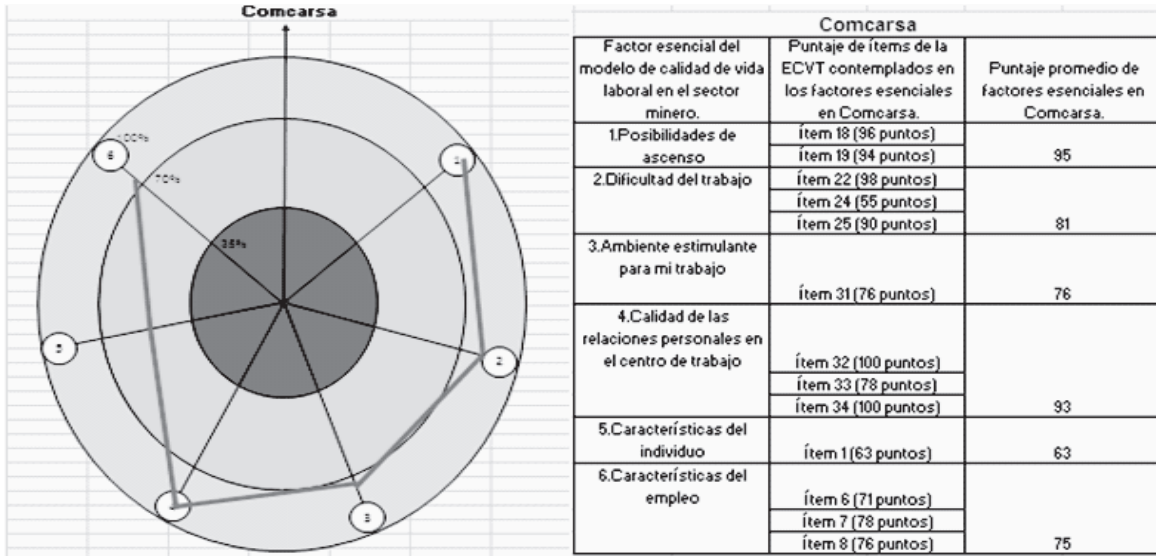 Comcarsa
100%
70%
35%
6
1
5
2
3
Comcarsa
Factor esencial del
modelo de calidad de vida
laboral en el sector
minero.
Puntaje de ítems de la
ECVT contemplados en
los factores esenciales
en Comcarsa.
Puntaje promedio de
factores esenciales en
Comcarsa.
1.Posibilidades de
ascenso
Ítem 18 (96 puntos)
Ítem 19 (94 puntos)
95
2.Dificultad del trabajo
Ítem 22 (98 puntos)
Ítem 24 (55 puntos)
Ítem 25 (90 puntos)
81
3.Ambiente estimulante
para mi trabajo
Ítem 31 (76 puntos)
76
4.Calidad de las
relaciones personales en
el centro de trabajo
Ítem 32 (100 puntos)
Ítem 33 (78 puntos)
Ítem 34 (100 puntos)
93
5.Características del
individuo
Ítem 1 (63 puntos)
63
6.Características del
empleo
Ítem 6 (71 puntos)
Ítem 7 (78 puntos)
Ítem 8 (76 puntos)
75